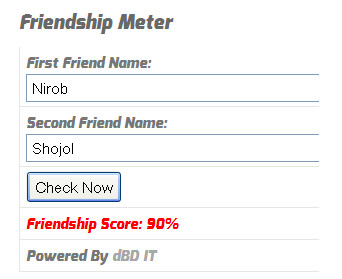 Friendship Meter
First Friend Name:
Nirob
Second Friend Name:
Shojol
Check Now
Friendship Score: 90%
Powered By dBD IT